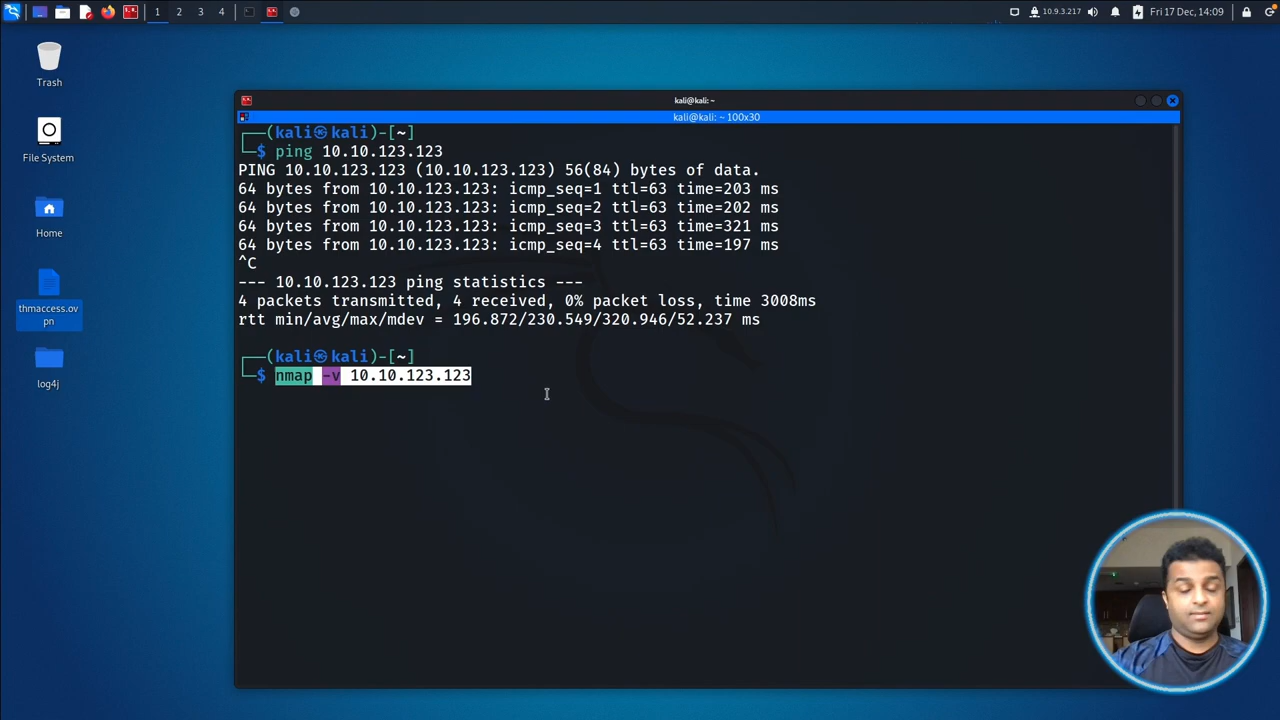 1 2 3 4
10.9.3.217
Fri 17 Dec, 14:09
Trash
File System
Home
thmaccess.ov
pn
log4j
kali@kali: ~
kali@kali: ~ 100x30
┌──(kali㉿kali)-[~]
└─$ ping 10.10.123.123
PING 10.10.123.123 (10.10.123.123) 56(84) bytes of data.
64 bytes from 10.10.123.123: icmp_seq=1 ttl=63 time=203 ms
64 bytes from 10.10.123.123: icmp_seq=2 ttl=63 time=202 ms
64 bytes from 10.10.123.123: icmp_seq=3 ttl=63 time=321 ms
64 bytes from 10.10.123.123: icmp_seq=4 ttl=63 time=197 ms
^C
--- 10.10.123.123 ping statistics ---
4 packets transmitted, 4 received, 0% packet loss, time 3008ms
rtt min/avg/max/mdev = 196.872/230.549/320.946/52.237 ms
┌──(kali㉿kali)-[~]
└─$ nmap -v 10.10.123.123